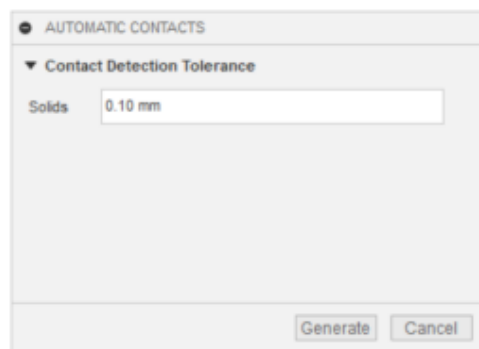 AUTOMATIC CONTACTS
Contact Detection Tolerance
Solids 0.10 mm
Generate Cancel